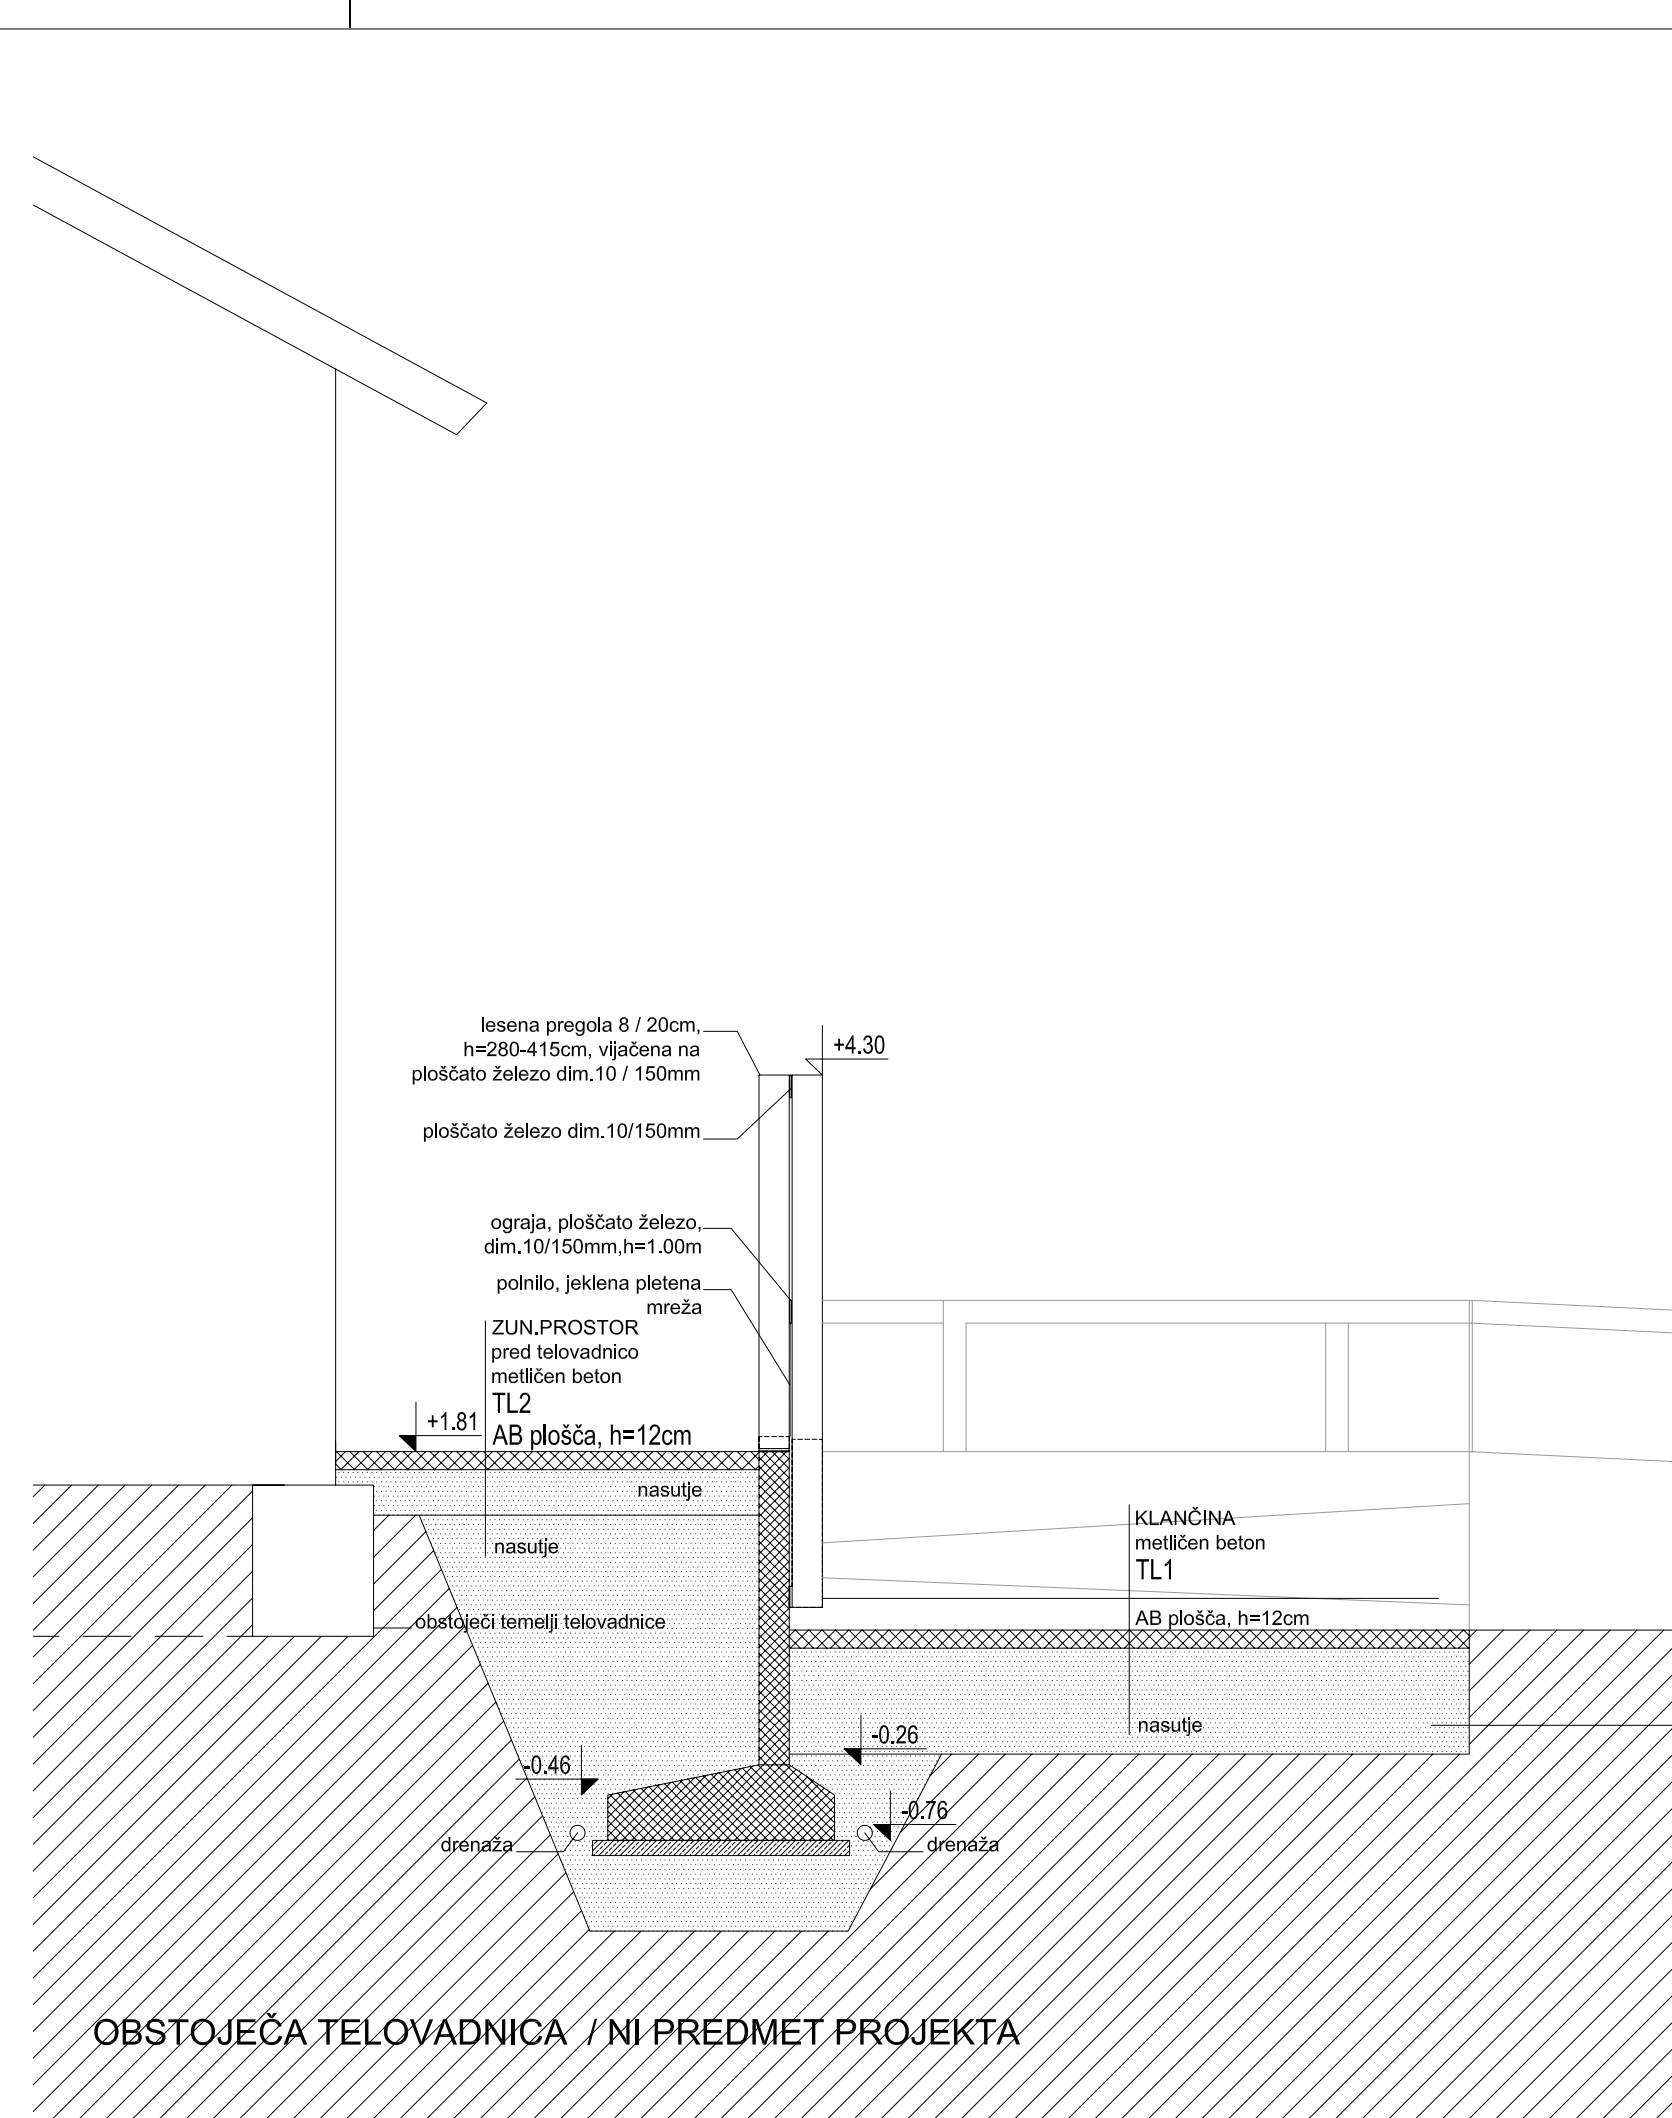 lesena pregola 8 / 20cm,
h=280-415cm, vijačena na
ploščato železo dim.10 / 150mm
+4.30
ploščato železo dim.10/150mm
ograja, ploščato železo,
dim.10/150mm,h=1.00m
polnilo, jeklena pletena
mreža
ZUN.PROSTOR
pred telovadnico
metličen beton
TL2
AB plošča, h=12cm
+1.81
nasutje
nasutje
obstoječi temelji telovadnice
KLANČINA
metličen beton
TL1
AB plošča, h=12cm
nasutje
-0.26
-0.46
-0.76
drenaža
drenaža
OBSTOJEČA TELOVADNICA / NI PREDMET PROJEKTA